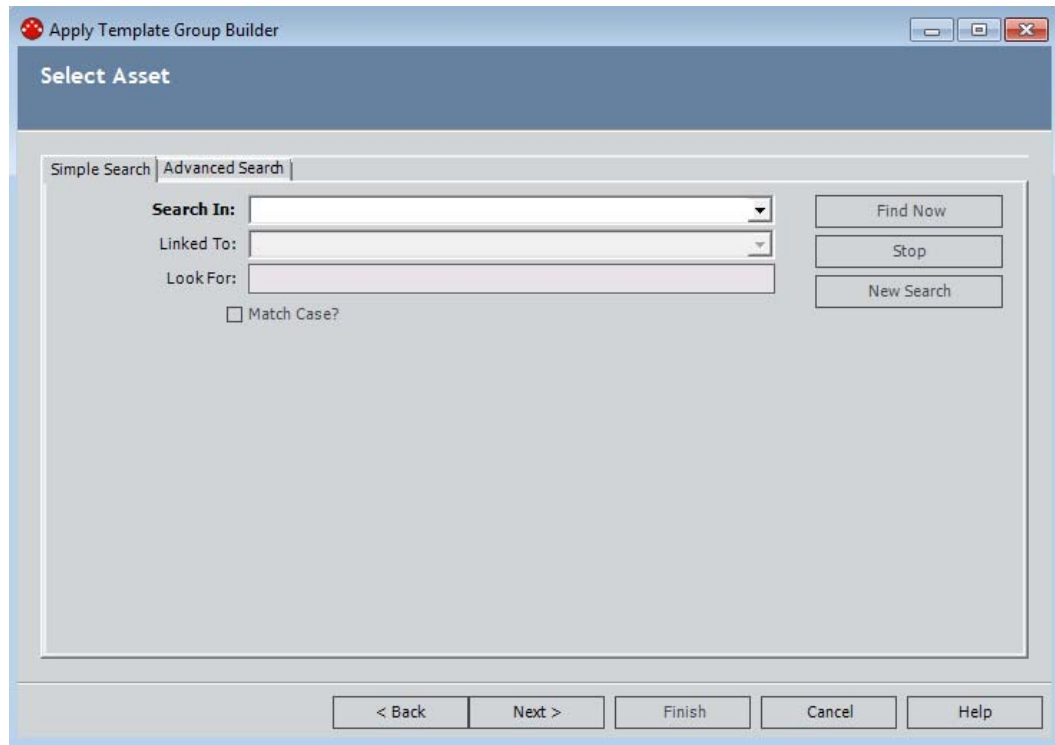 Apply Template Group Builder
Select Asset
Simple Search Advanced Search
Search In: Find Now
Linked To: Stop
Look For: New Search
Match Case?
< Back Next > Finish Cancel Help